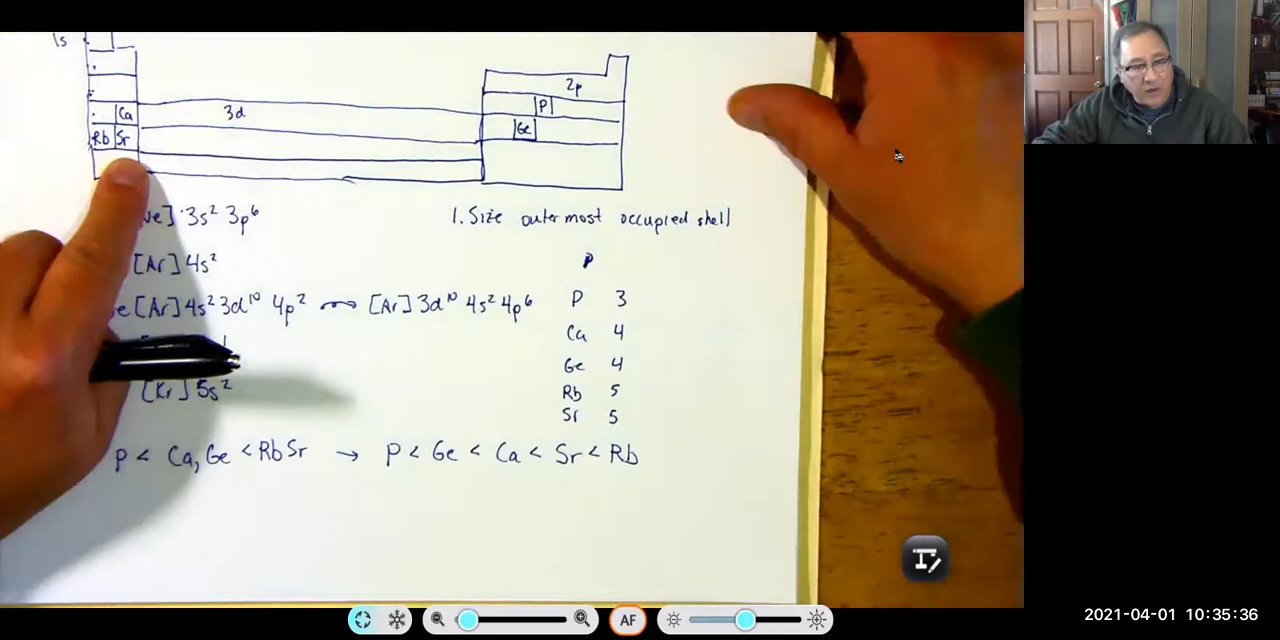 1s
2p
Ca 3d P
Ge
Rb Sr
Ne] 3s² 3p⁶
1. Size outermost occupied shell
[Ar] 4s²
P
e [Ar] 4s² 3d¹⁰ 4p² [Ar] 3d¹⁰ 4s² 4p⁶
P 3
Ca 4
Ge 4
Rb 5
[Kr] 5s²
Sr 5
P < Ca, Ge < Rb Sr → P < Ge < Ca < Sr < Rb
AF
2021-04-01 10:35:36